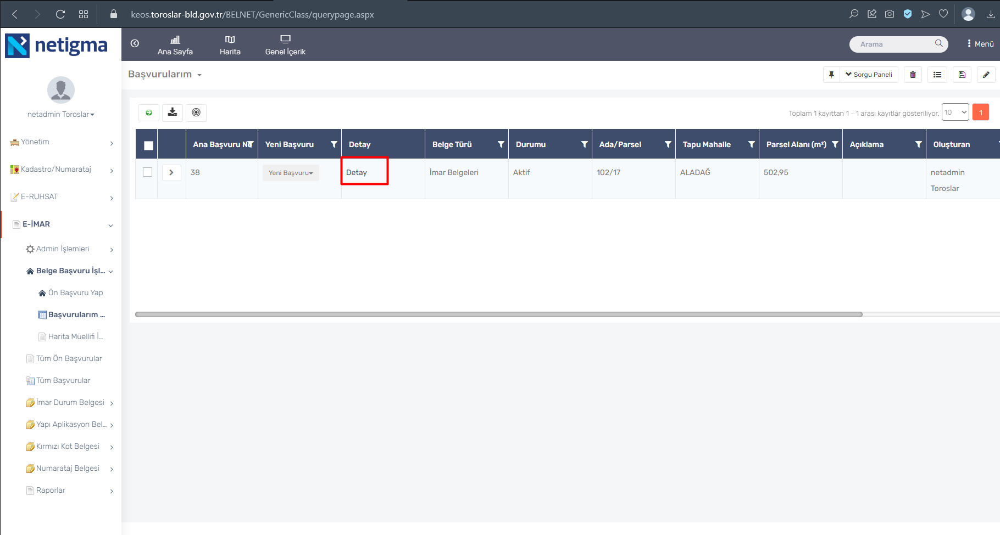 keos.toroslar-bld.gov.tr/BELNET/GenericClass/querypage.aspx
netigma
Ana Sayfa
Harita
Genel İçerik
Arama
Menü
netadmin Toroslar
Yönetim
Kadastro/Numarataj
E-RUHSAT
E-İMAR
Admin İşlemleri
Belge Başvuru İşl...
Ön Başvuru Yap
Başvurularım ...
Harita Müellifi İ...
Tüm Ön Başvurular
Tüm Başvurular
İmar Durum Belgesi
Yapı Aplikasyon Bel...
Kırmızı Kot Belgesi
Numarataj Belgesi
Raporlar
Başvurularım
Sorgu Paneli
Toplam 1 kayıttan 1 - 1 arası kayıtlar gösteriliyor.
10
1
Ana Başvuru No Yeni Başvuru Detay Belge Türü Durumu Ada/Parsel Tapu Mahalle Parsel Alanı (m²) Açıklama Oluşturan
38 Yeni Başvuru Detay İmar Belgeleri Aktif 102/17 ALADAĞ 502,95 netadmin
Toroslar